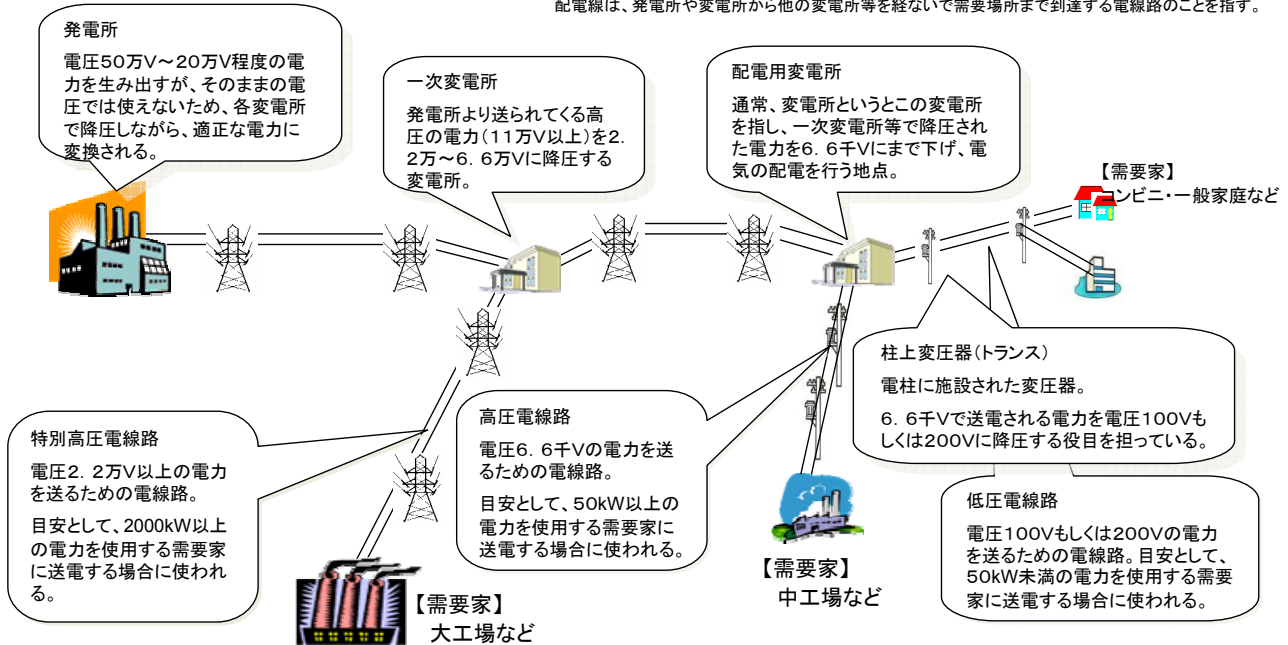 配電線は、発電所や変電所から他の変電所等を経ないで需要場所まで到達する電線路のことを指す。
発電所
電圧50万V～20万V程度の電
力を生み出すが、そのままの電
圧では使えないため、各変電所
で降圧しながら、適正な電力に
変換される。
一次変電所
発電所より送られてくる高
圧の電力(11万V以上)を2.
2万～6.6万Vに降圧する
変電所。
配電用変電所
通常、変電所というとこの変電所
を指し、一次変電所等で降圧され
た電力を6.6千Vにまで下げ、電
気の配電を行う地点。
【需要家】
コンビニ・一般家庭など
柱上変圧器(トランス)
電柱に施設された変圧器。
6.6千Vで送電される電力を電圧100Vも
しくは200Vに降圧する役目を担っている。
特別高圧電線路
電圧2.2万V以上の電力
を送るための電線路。
目安として、2000kW以上
の電力を使用する需要家
に送電する場合に使われ
る。
高圧電線路
電圧6.6千Vの電力を送
るための電線路。
目安として、50kW以上の
電力を使用する需要家に
送電する場合に使われる。
低圧電線路
電圧100Vもしくは200Vの電力
を送るための電線路。目安として、
50kW未満の電力を使用する需要
家に送電する場合に使われる。
【需要家】
中工場など
【需要家】
大工場など